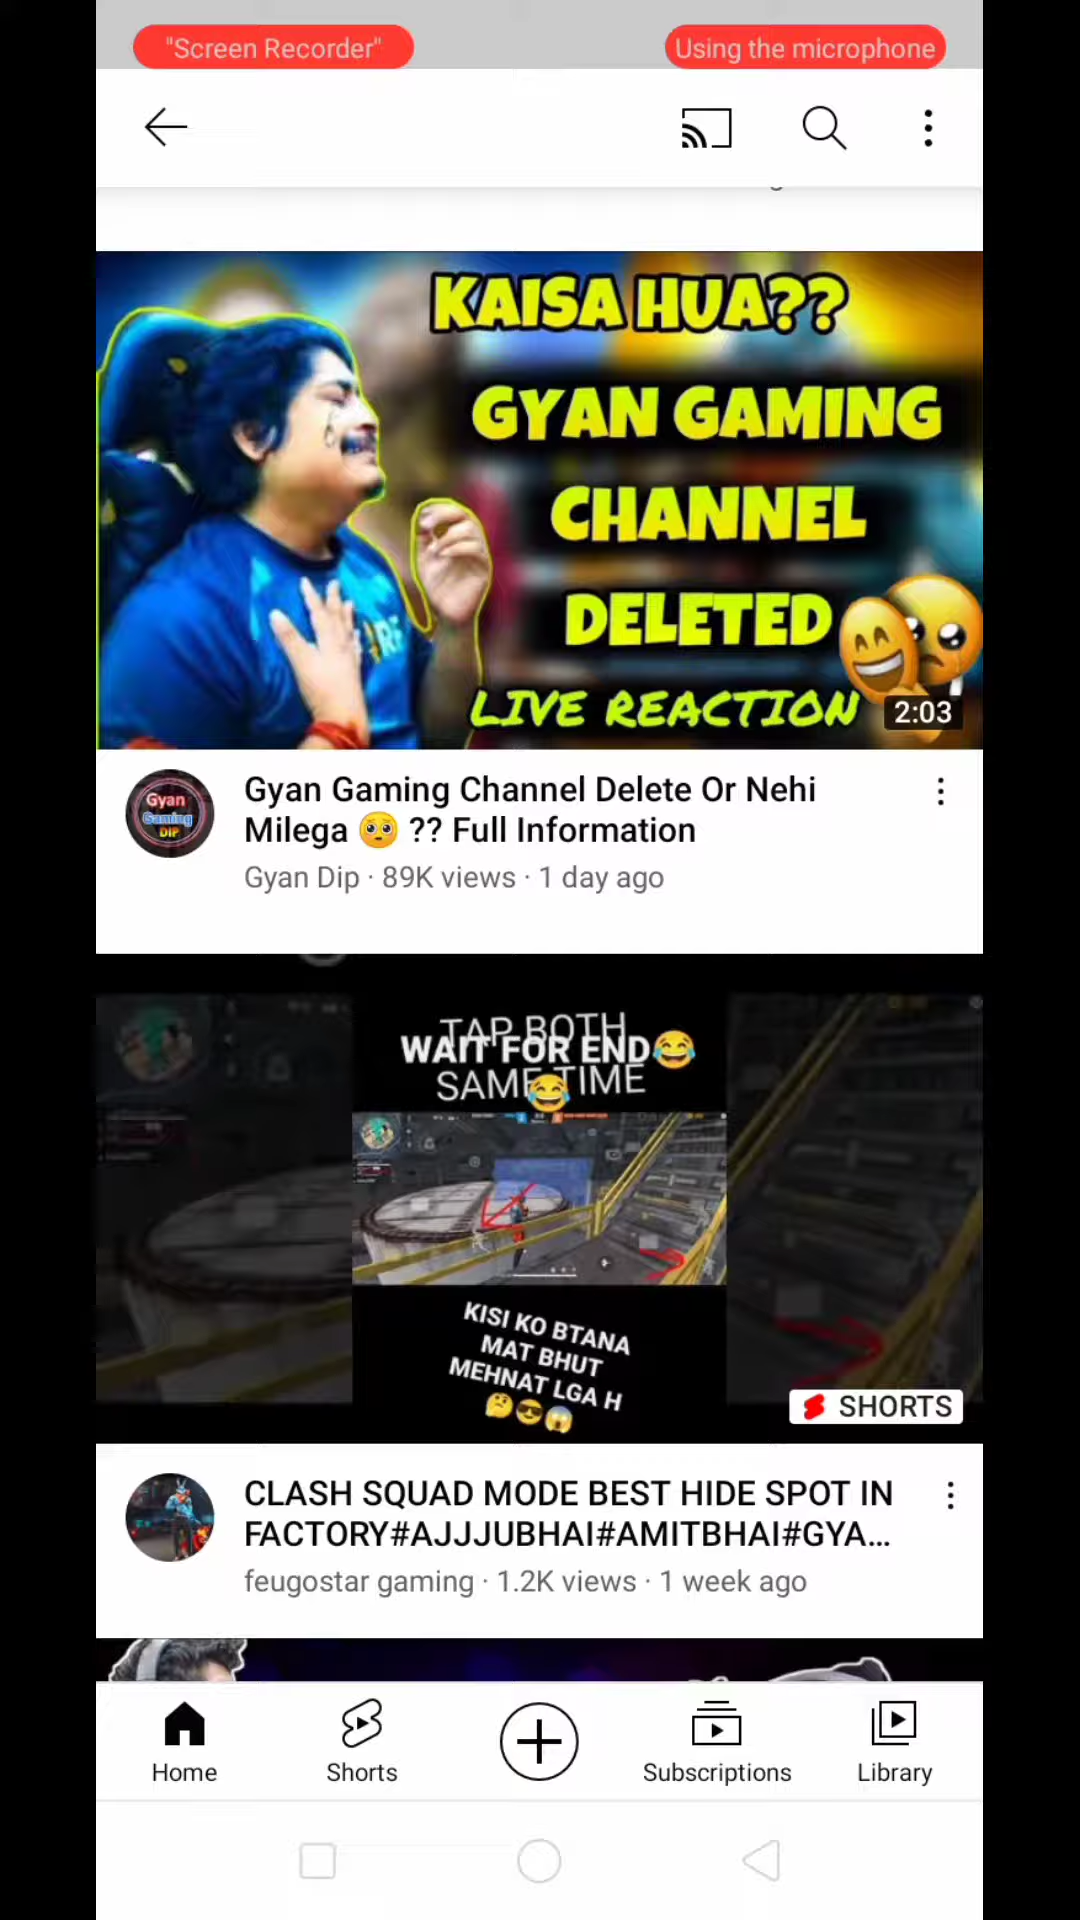 "Screen Recorder"
Using the microphone
KAISA HUA??
GYAN GAMING
CHANNEL
DELETED
LIVE REACTION
2:03
Gyan
Gaming
DIP
Gyan Gaming Channel Delete Or Nehi
Milega 🥺 ?? Full Information
Gyan Dip · 89K views · 1 day ago
TAP BOTH
WAIT FOR END😂
SAME TIME
😂
KISI KO BTANA
MAT BHUT
MEHNAT LGA H
🤔😎😱
SHORTS
CLASH SQUAD MODE BEST HIDE SPOT IN
FACTORY#AJJJUBHAI#AMITBHAI#GYA...
feugostar gaming · 1.2K views · 1 week ago
Home
Shorts
Subscriptions
Library